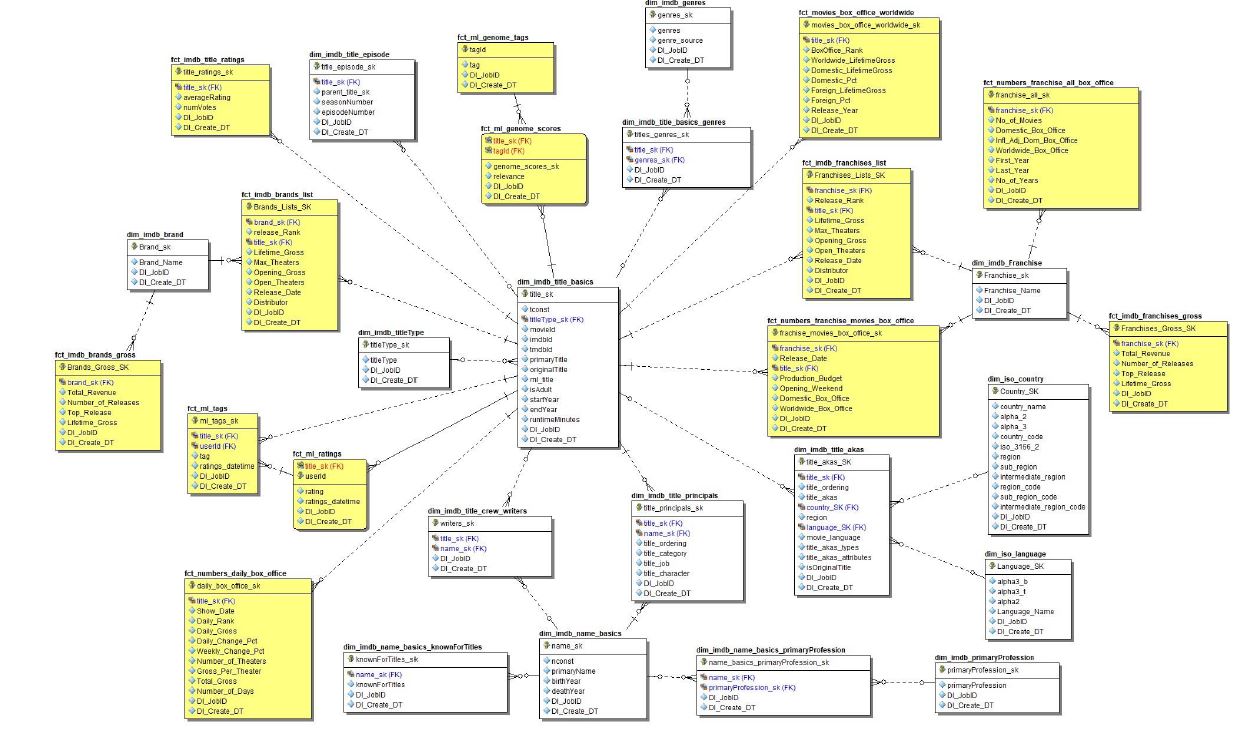 dim_imdb_genres
genres_sk
genres
genre_source
DI_JobID
DI_Create_DT
fct_movies_box_office_worldwide
movies_box_office_worldwide_sk
title_sk (FK)
BoxOffice_Rank
Worldwide_LifetimeGross
Domestic_LifetimeGross
Domestic_Pct
Foreign_LifetimeGross
Foreign_Pct
Release_Year
DI_JobID
DI_Create_DT
fct_ml_genome_tags
tagId
tag
DI_JobID
DI_Create_DT
dim_imdb_title_episode
title_episode_sk
title_sk (FK)
parent_title_sk
seasonNumber
episodeNumber
DI_JobID
DI_Create_DT
fct_imdb_title_ratings
title_ratings_sk
title_sk (FK)
averageRating
numVotes
DI_JobID
DI_Create_DT
fct_numbers_franchise_all_box_office
franchise_all_sk
franchise_sk (FK)
No_of_Movies
Domestic_Box_Office
Infl_Adj_Dom_Box_Office
Worldwide_Box_Office
First_Year
Last_Year
No_of_Years
DI_JobID
DI_Create_DT
fct_ml_genome_scores
title_sk (FK)
tagId (FK)
genome_scores_sk
relevance
DI_JobID
DI_Create_DT
dim_imdb_title_basics_genres
titles_genres_sk
title_sk (FK)
genres_sk (FK)
DI_JobID
DI_Create_DT
fct_imdb_franchises_list
Franchises_Lists_SK
franchise_sk (FK)
Release_Rank
title_sk (FK)
Lifetime_Gross
Max_Theaters
Opening_Gross
Open_Theaters
Release_Date
Distributor
DI_JobID
DI_Create_DT
fct_imdb_brands_list
Brands_Lists_SK
brand_sk (FK)
release_Rank
title_sk (FK)
Lifetime_Gross
Max_Theaters
Opening_Gross
Open_Theaters
Release_Date
Distributor
DI_JobID
DI_Create_DT
dim_imdb_brand
Brand_sk
Brand_Name
DI_JobID
DI_Create_DT
dim_imdb_Franchise
Franchise_sk
Franchise_Name
DI_JobID
DI_Create_DT
dim_imdb_title_basics
title_sk
tconst
titleType_sk (FK)
movieId
imdbId
tmdbId
primaryTitle
originalTitle
ml_title
isAdult
startYear
endYear
runtimeMinutes
DI_JobID
DI_Create_DT
fct_imdb_franchises_gross
Franchises_Gross_SK
franchise_sk (FK)
Total_Revenue
Number_of_Releases
Top_Release
Lifetime_Gross
DI_JobID
DI_Create_DT
fct_numbers_franchise_movies_box_office
frachise_movies_box_office_sk
franchise_sk (FK)
Release_Date
title_sk (FK)
Production_Budget
Opening_Weekend
Domestic_Box_Office
Worldwide_Box_Office
DI_JobID
DI_Create_DT
dim_imdb_titleType
titleType_sk
titleType
DI_JobID
DI_Create_DT
fct_imdb_brands_gross
Brands_Gross_SK
brand_sk (FK)
Total_Revenue
Number_of_Releases
Top_Release
Lifetime_Gross
DI_JobID
DI_Create_DT
dim_iso_country
Country_SK
country_name
alpha_2
alpha_3
country_code
iso_3166_2
region
sub_region
intermediate_region
region_code
sub_region_code
intermediate_region_code
DI_JobID
DI_Create_DT
fct_ml_tags
ml_tags_sk
title_sk (FK)
userId (FK)
tag
ratings_datetime
DI_JobID
DI_Create_DT
fct_ml_ratings
title_sk (FK)
userId
rating
ratings_datetime
DI_JobID
DI_Create_DT
dim_imdb_title_akas
title_akas_SK
title_sk (FK)
title_ordering
title_akas
country_SK (FK)
region
language_SK (FK)
movie_language
title_akas_types
title_akas_attributes
isOriginalTitle
DI_JobID
DI_Create_DT
dim_imdb_title_principals
title_principals_sk
title_sk (FK)
name_sk (FK)
title_ordering
title_category
title_job
title_character
DI_JobID
DI_Create_DT
dim_imdb_title_crew_writers
writers_sk
title_sk (FK)
name_sk (FK)
DI_JobID
DI_Create_DT
dim_iso_language
Language_SK
alpha3_b
alpha3_t
alpha2
Language_Name
DI_JobID
DI_Create_DT
fct_numbers_daily_box_office
daily_box_office_sk
title_sk (FK)
Show_Date
Daily_Rank
Daily_Gross
Daily_Change_Pct
Weekly_Change_Pct
Number_of_Theaters
Gross_Per_Theater
Total_Gross
Number_of_Days
DI_JobID
DI_Create_DT
dim_imdb_name_basics
name_sk
nconst
primaryName
birthYear
deathYear
DI_JobID
DI_Create_DT
dim_imdb_name_basics_knownForTitles
knownForTitles_sk
name_sk (FK)
knownForTitles
DI_JobID
DI_Create_DT
dim_imdb_name_basics_primaryProfession
name_basics_primaryProfession_sk
name_sk (FK)
primaryProfession_sk (FK)
DI_JobID
DI_Create_DT
dim_imdb_primaryProfession
primaryProfession_sk
primaryProfession
DI_JobID
DI_Create_DT